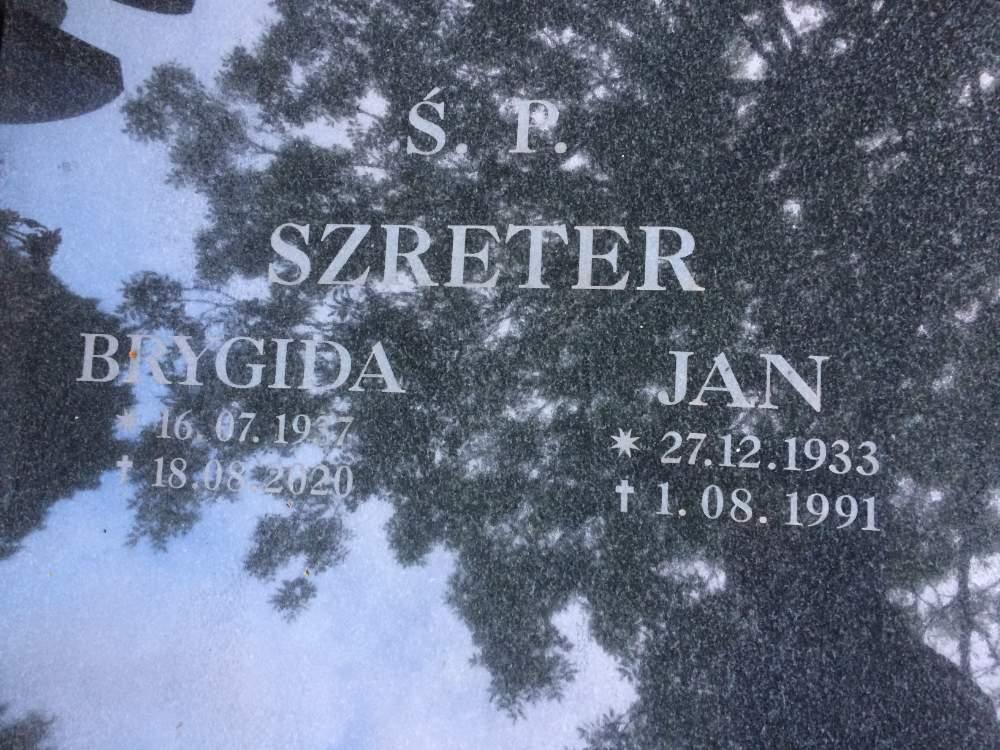 Ś. P.
SZRETER
BRYGIDA
* 16. 07. 1937
† 18.08.2020
JAN
* 27.12.1933
† 1. 08. 1991